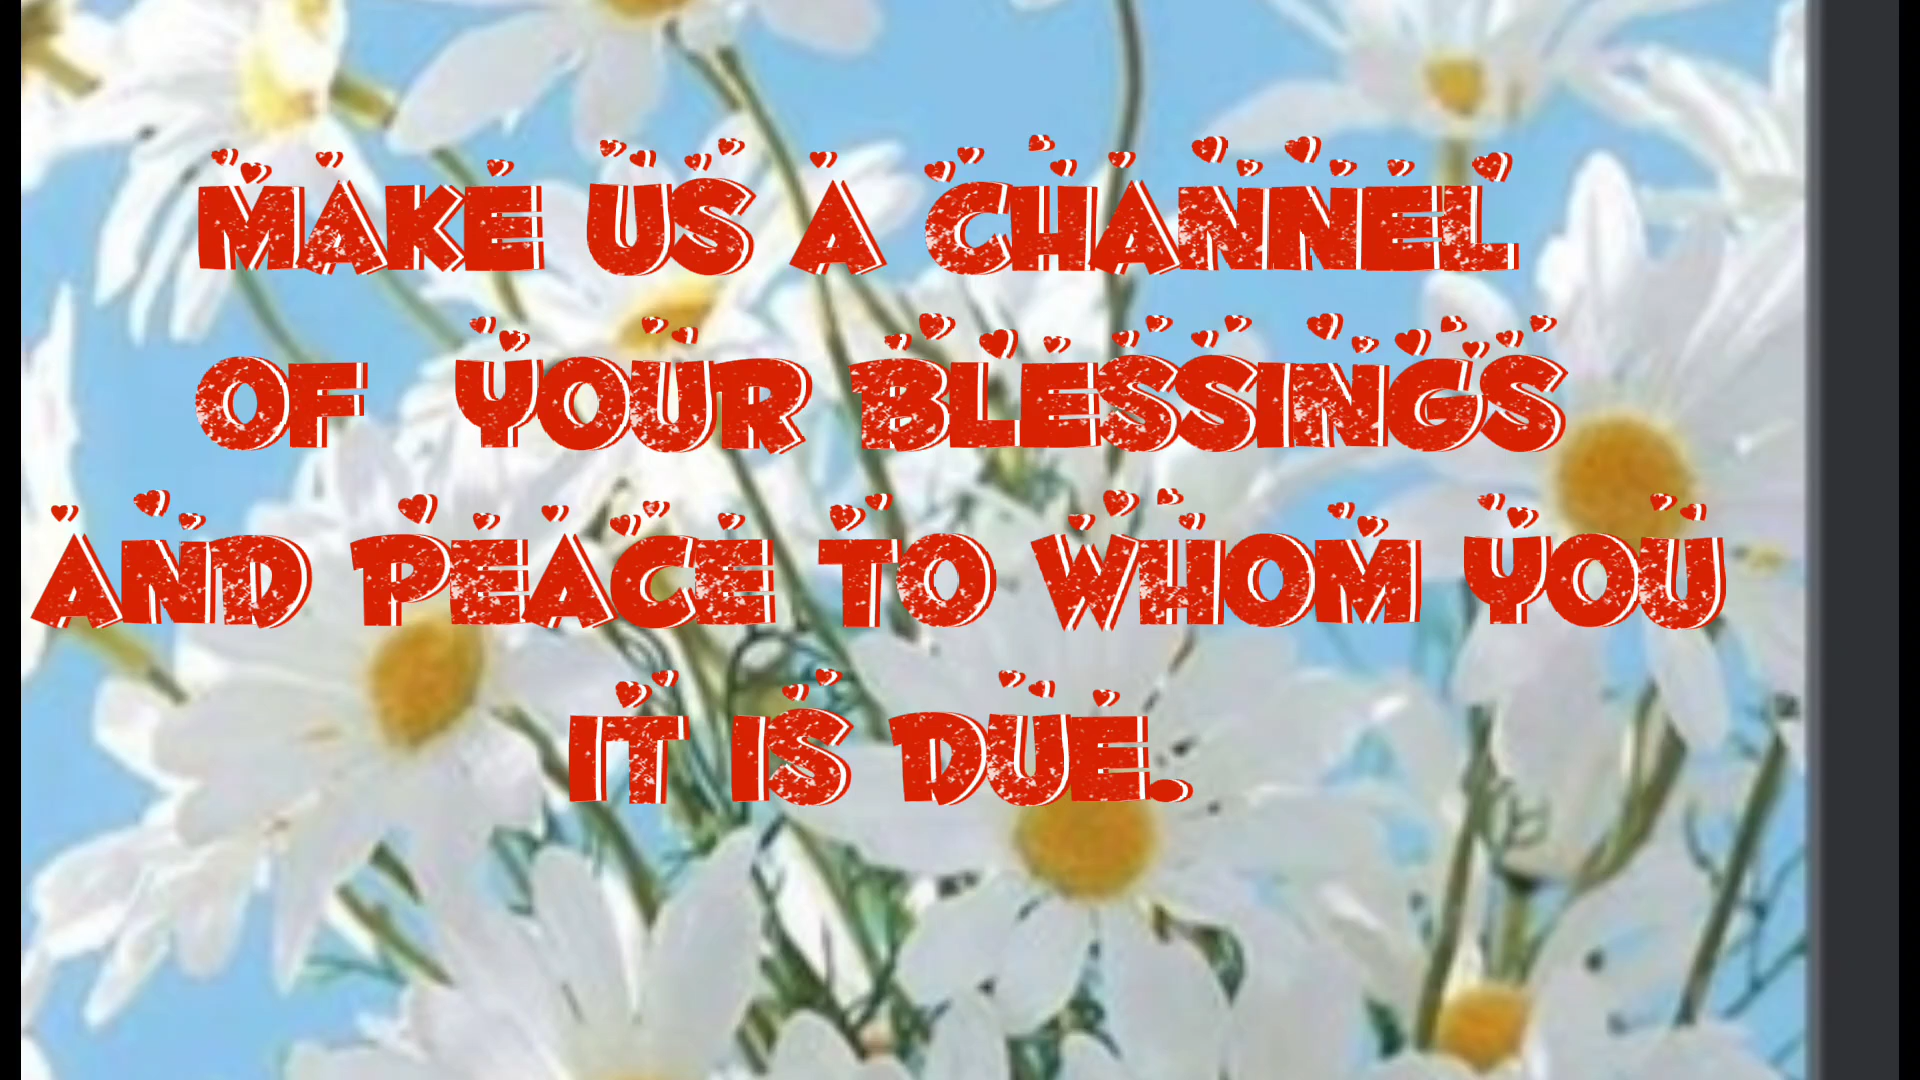 MAKE US A CHANNEL
OF YOUR BLESSINGS
AND PEACE TO WHOM YOU
IT IS DUE.